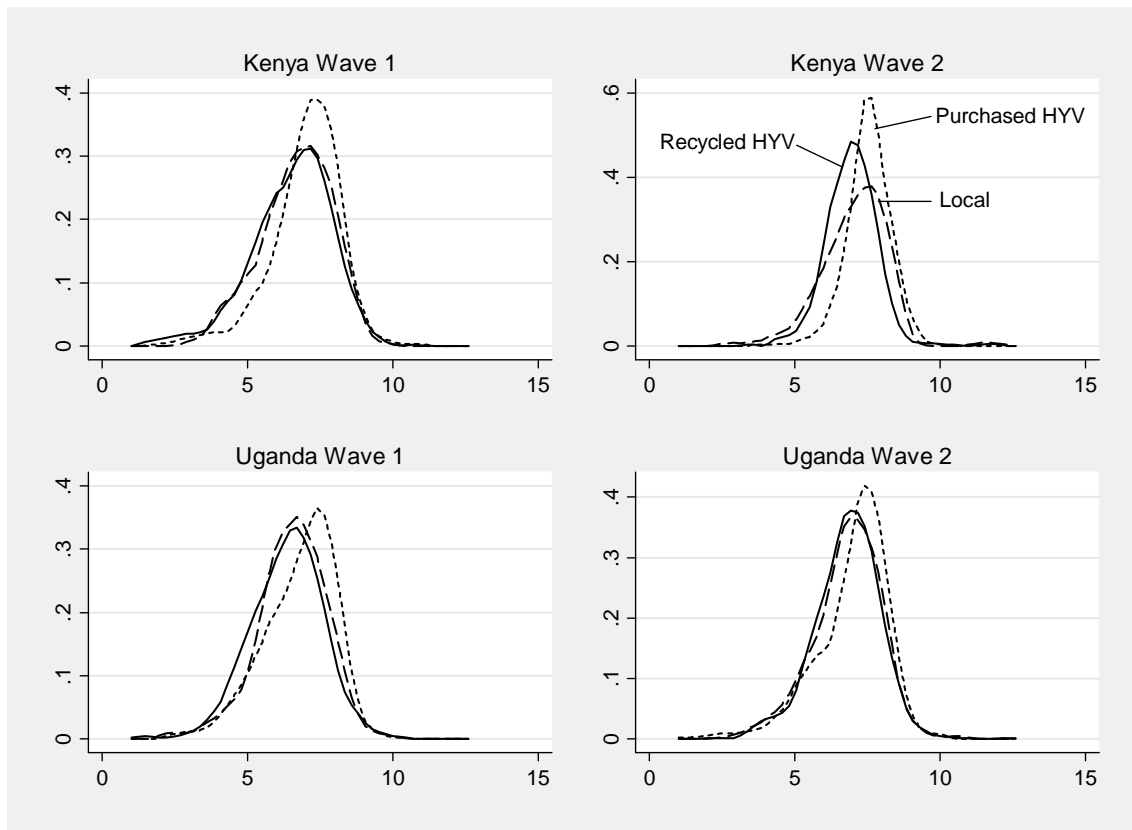 Kenya Wave 1
.4
.3
.2
.1
0
0 5 10 15
Kenya Wave 2
.6
.4
.2
0
Purchased HYV
Recycled HYV
Local
0 5 10 15
Uganda Wave 1
.4
.3
.2
.1
0
0 5 10 15
Uganda Wave 2
.4
.3
.2
.1
0
0 5 10 15